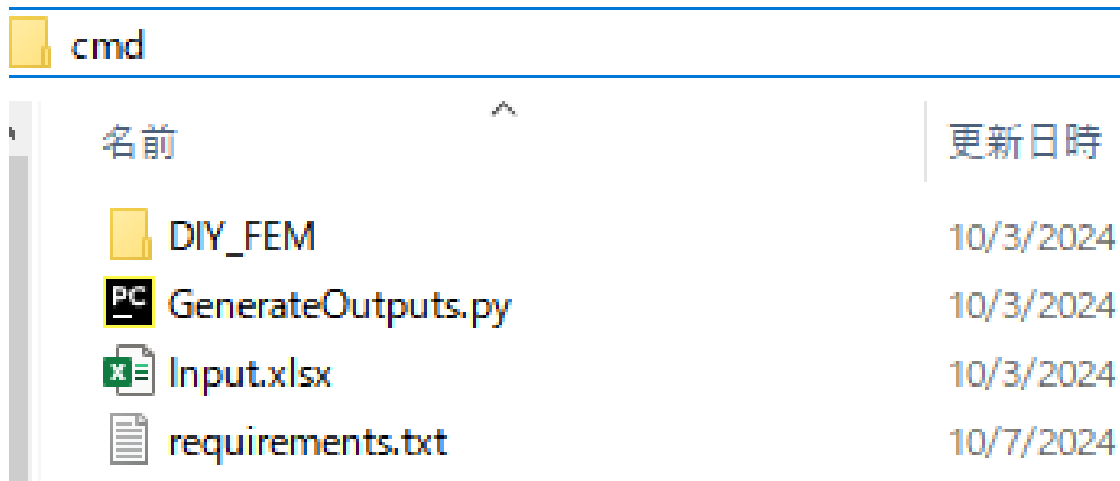 cmd
名前 更新日時
DIY_FEM 10/3/2024
PC GenerateOutputs.py 10/3/2024
Input.xlsx 10/3/2024
requirements.txt 10/7/2024